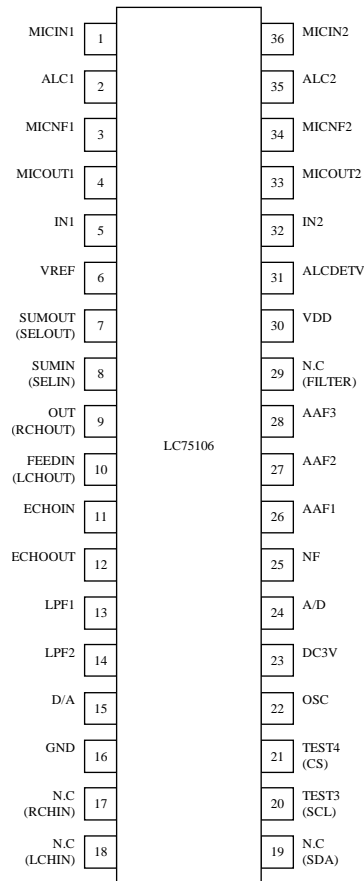 MICIN1 1 36 MICIN2
ALC1 2 35 ALC2
MICNF1 3 34 MICNF2
MICOUT1 4 33 MICOUT2
IN1 5 32 IN2
VREF 6 31 ALCDETV
SUMOUT 7 30 VDD
(SELOUT)
SUMIN 8 29 N.C
(SELIN) (FILTER)
OUT 9 28 AAF3
(RCHOUT)
LC75106
FEEDIN 10 27 AAF2
(LCHOUT)
ECHOIN 11 26 AAF1
ECHOOUT 12 25 NF
LPF1 13 24 A/D
LPF2 14 23 DC3V
D/A 15 22 OSC
GND 16 21 TEST4
(CS)
N.C 17 20 TEST3
(RCHIN) (SCL)
N.C 18 19 N.C
(LCHIN) (SDA)